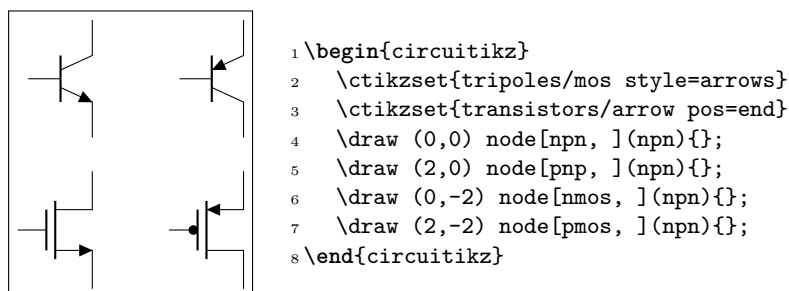 1 \begin{circuitikz}
2 \ctikzset{tripoles/mos style=arrows}
3 \ctikzset{transistors/arrow pos=end}
4 \draw (0,0) node[npn, ](npn){};
5 \draw (2,0) node[pnp, ](npn){};
6 \draw (0,-2) node[nmos, ](npn){};
7 \draw (2,-2) node[pmos, ](npn){};
8 \end{circuitikz}